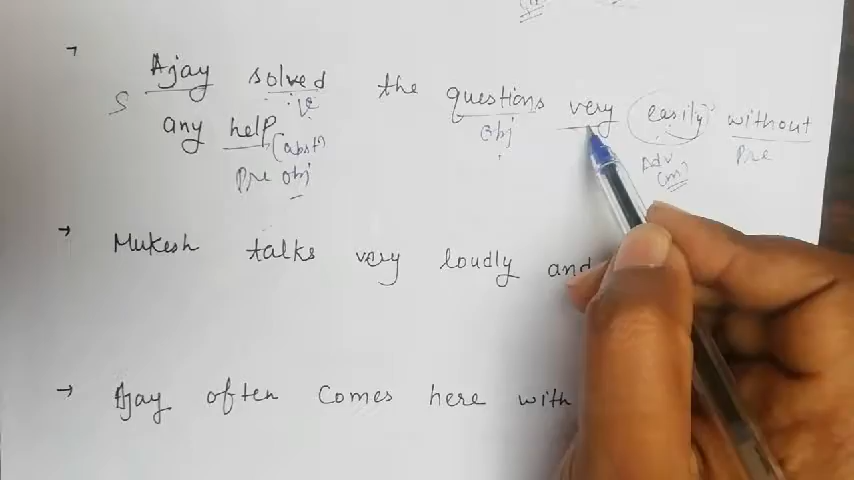 → Ajay solved the questions very easily without
S V obj Adv (m) Pre
any help
(abst)
Pre obj
→ Mukesh talks very loudly and
→ Ajay often comes here with